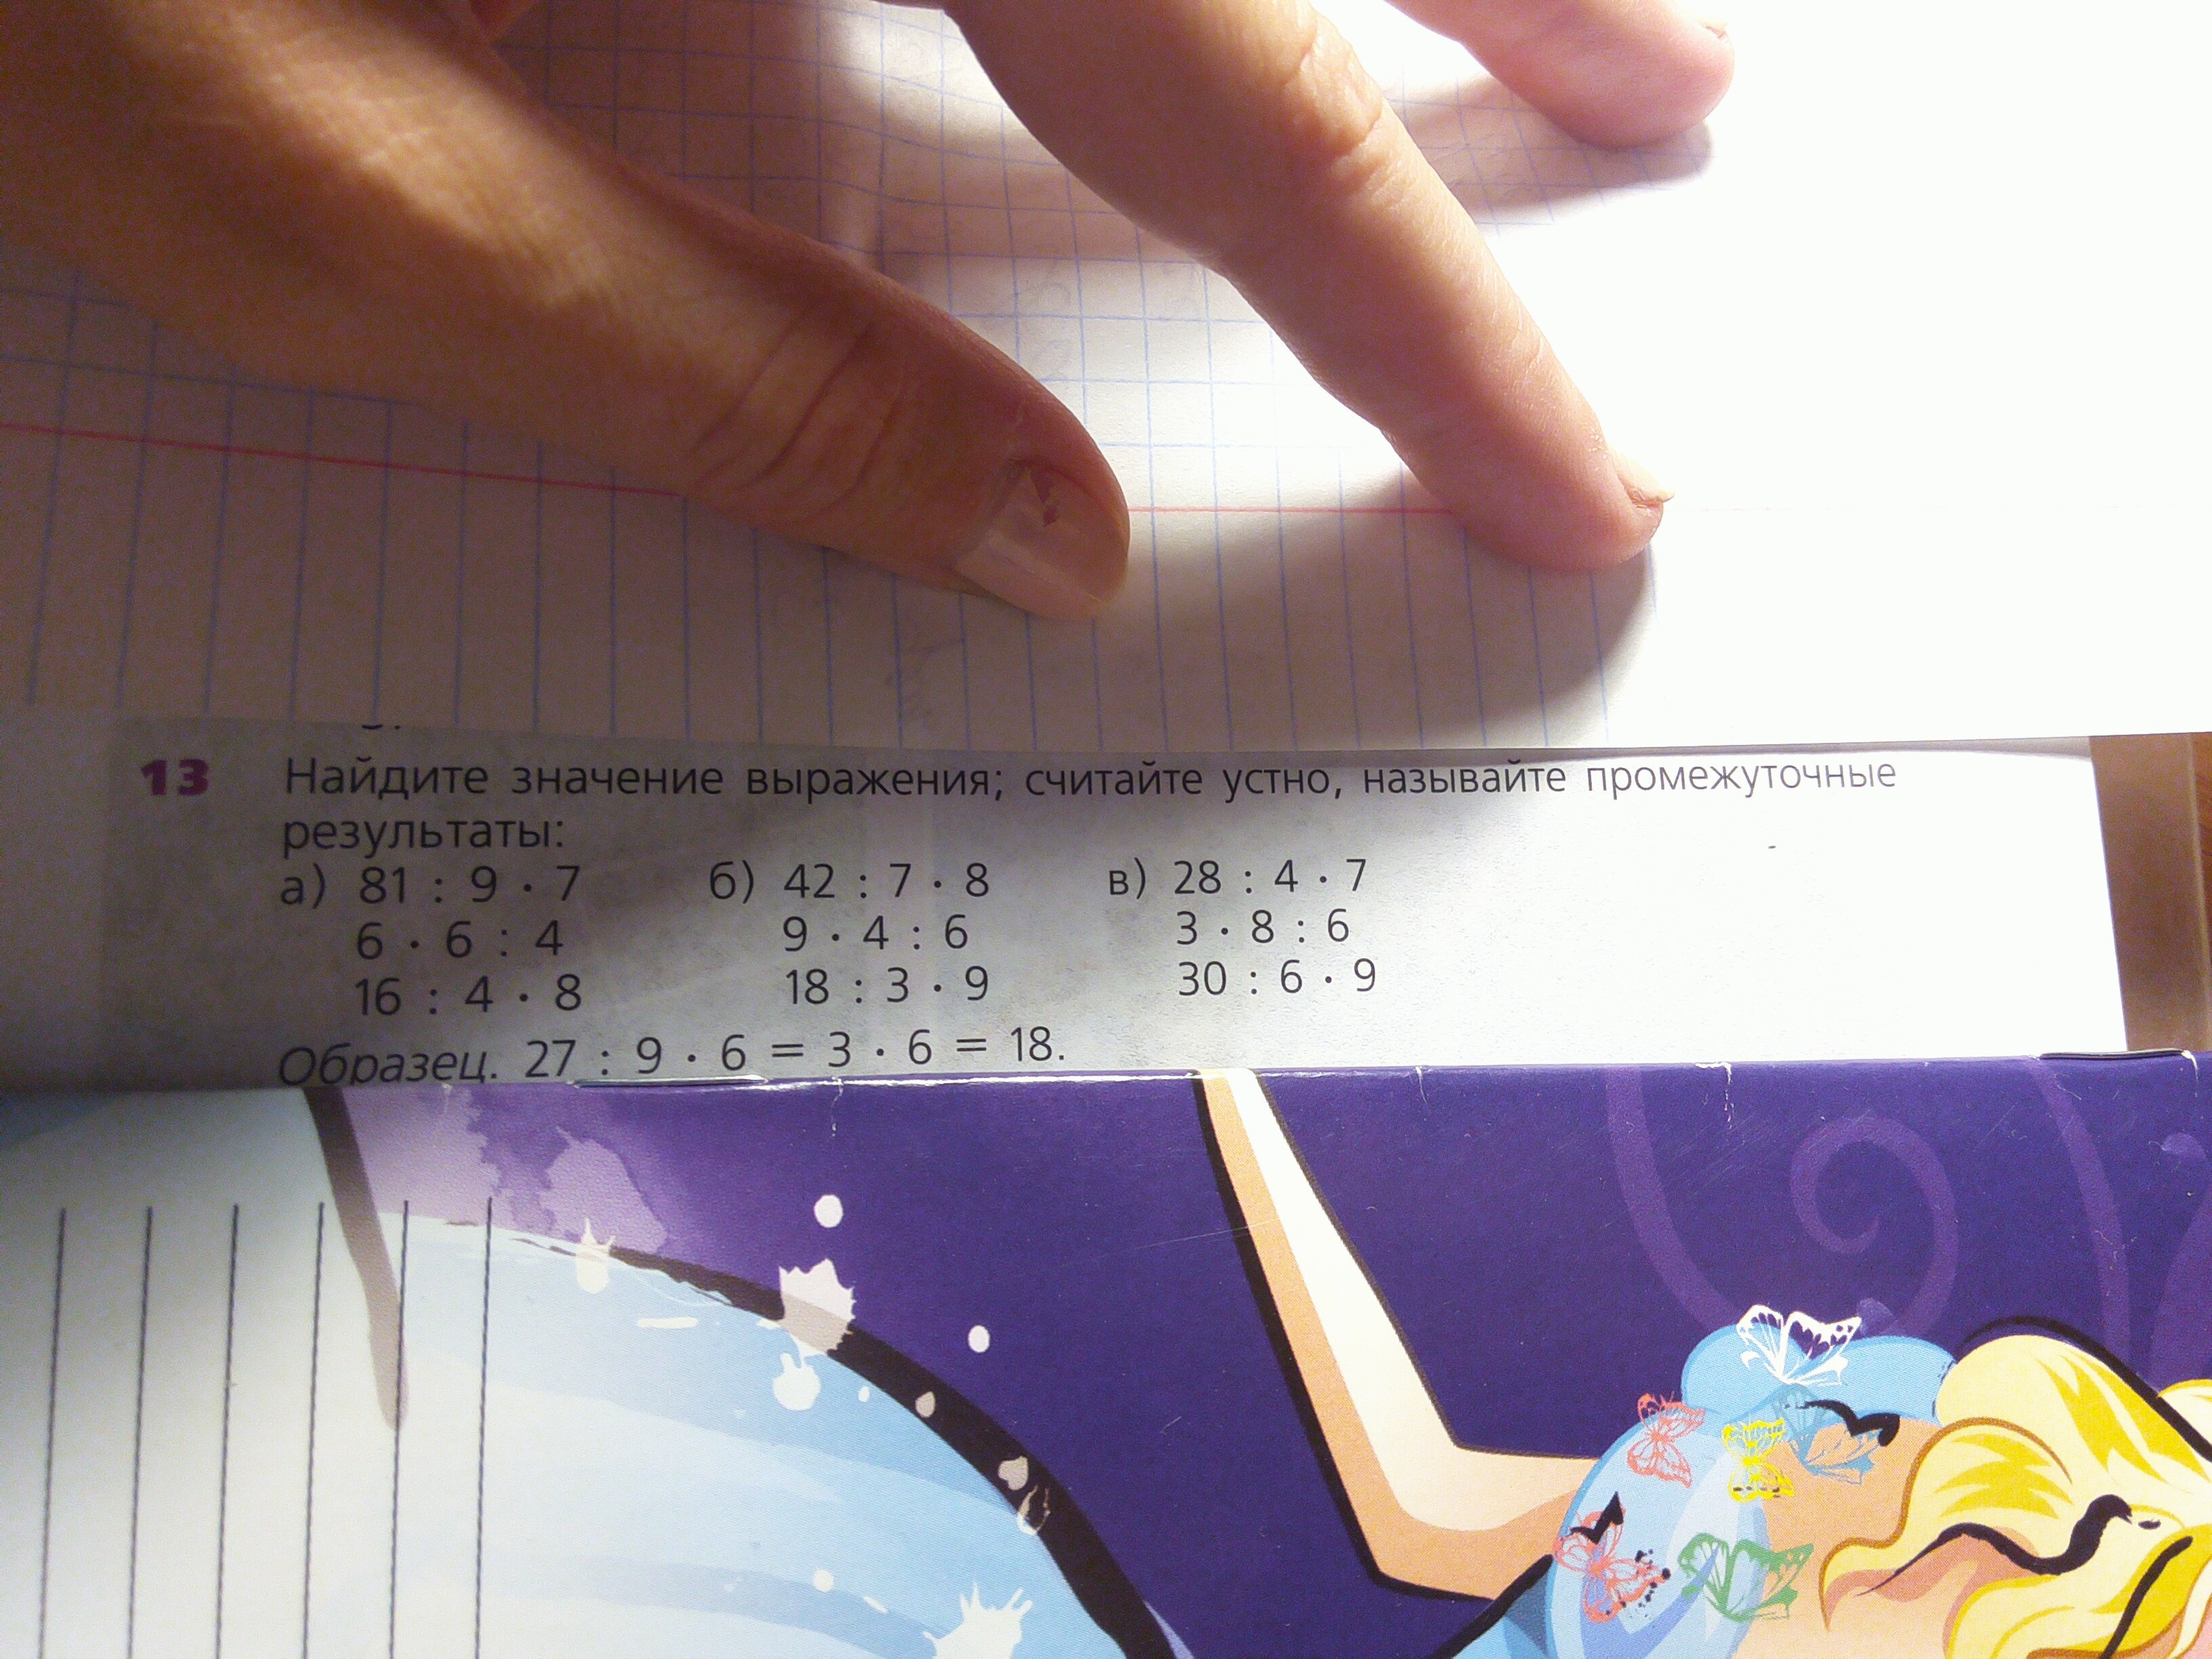 13 Найдите значение выражения; считайте устно, называйте промежуточные
результаты:
а) 81 : 9 · 7 б) 42 : 7 · 8 в) 28 : 4 · 7
6 · 6 : 4 9 · 4 : 6 3 · 8 : 6
16 : 4 · 8 18 : 3 · 9 30 : 6 · 9
Образец. 27 : 9 · 6 = 3 · 6 = 18.